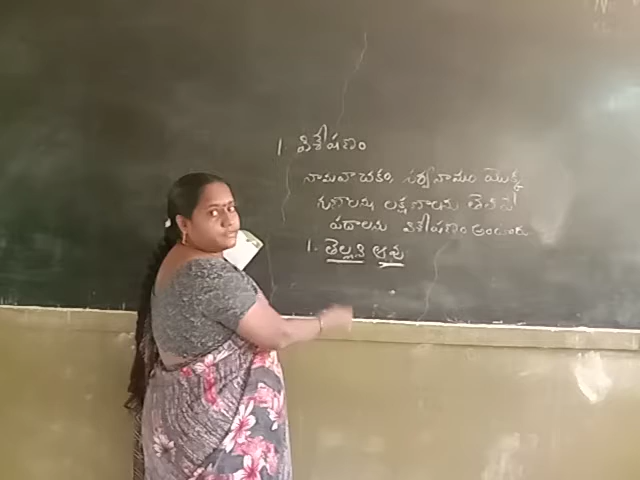 1 విశేషణం
నామవాచకం, సర్వనామం యొక్క
గుణాలను, లక్షణాలను తెలిపే
పదాలను విశేషణం అంటారు
1. తెల్లని ఆవు